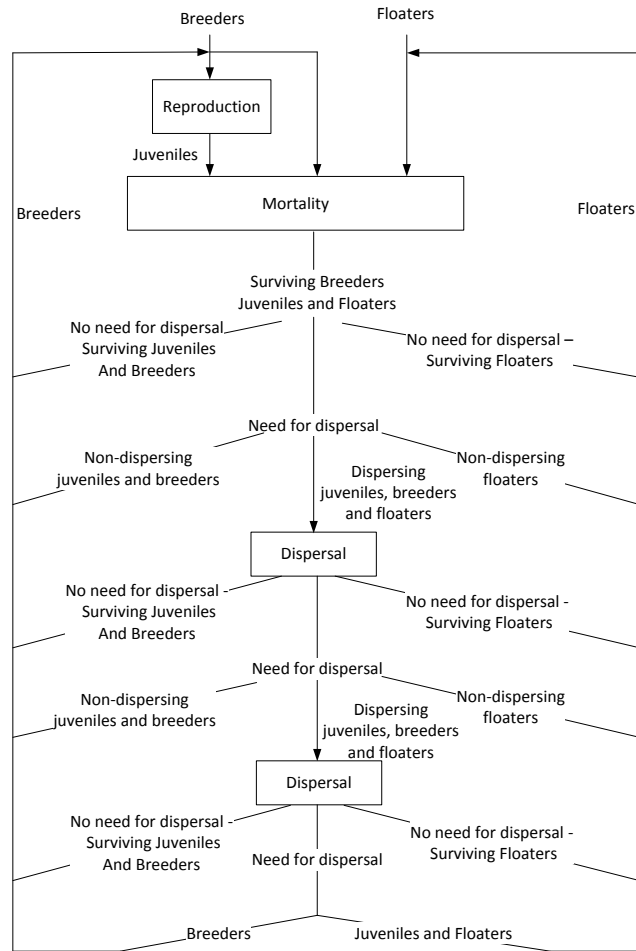 Breeders
Floaters
Reproduction
Juveniles
Mortality
Breeders
Floaters
Surviving Breeders
Juveniles and Floaters
No need for dispersal
Surviving Juveniles
And Breeders
No need for dispersal –
Surviving Floaters
Need for dispersal
Non-dispersing
juveniles and breeders
Non-dispersing
floaters
Dispersing
juveniles, breeders
and floaters
Dispersal
No need for dispersal -
Surviving Juveniles
And Breeders
No need for dispersal -
Surviving Floaters
Need for dispersal
Non-dispersing
juveniles and breeders
Non-dispersing
floaters
Dispersing
juveniles, breeders
and floaters
Dispersal
No need for dispersal -
Surviving Juveniles
And Breeders
No need for dispersal -
Surviving Floaters
Need for dispersal
Breeders
Juveniles and Floaters